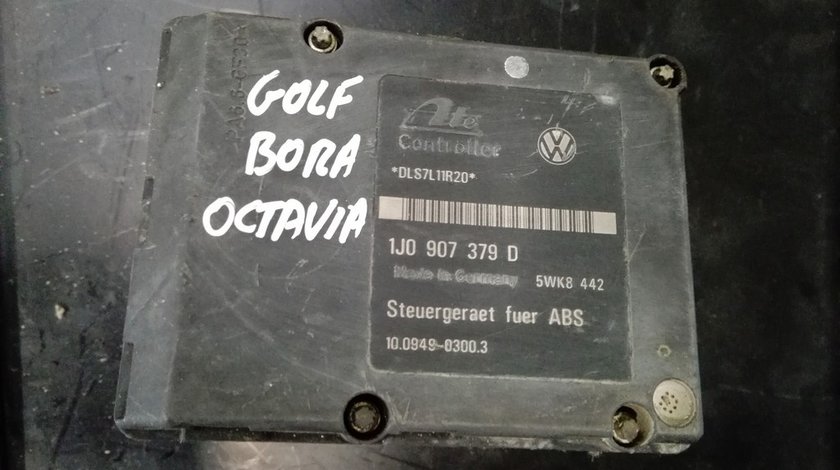 GOLF
BORA
OCTAVIA
Ate
Controller
*DLS7L11R20*
1J0 907 379 D
Made in Germany 5WK8 442
Steuergeraet fuer ABS
10.0949-0300.3